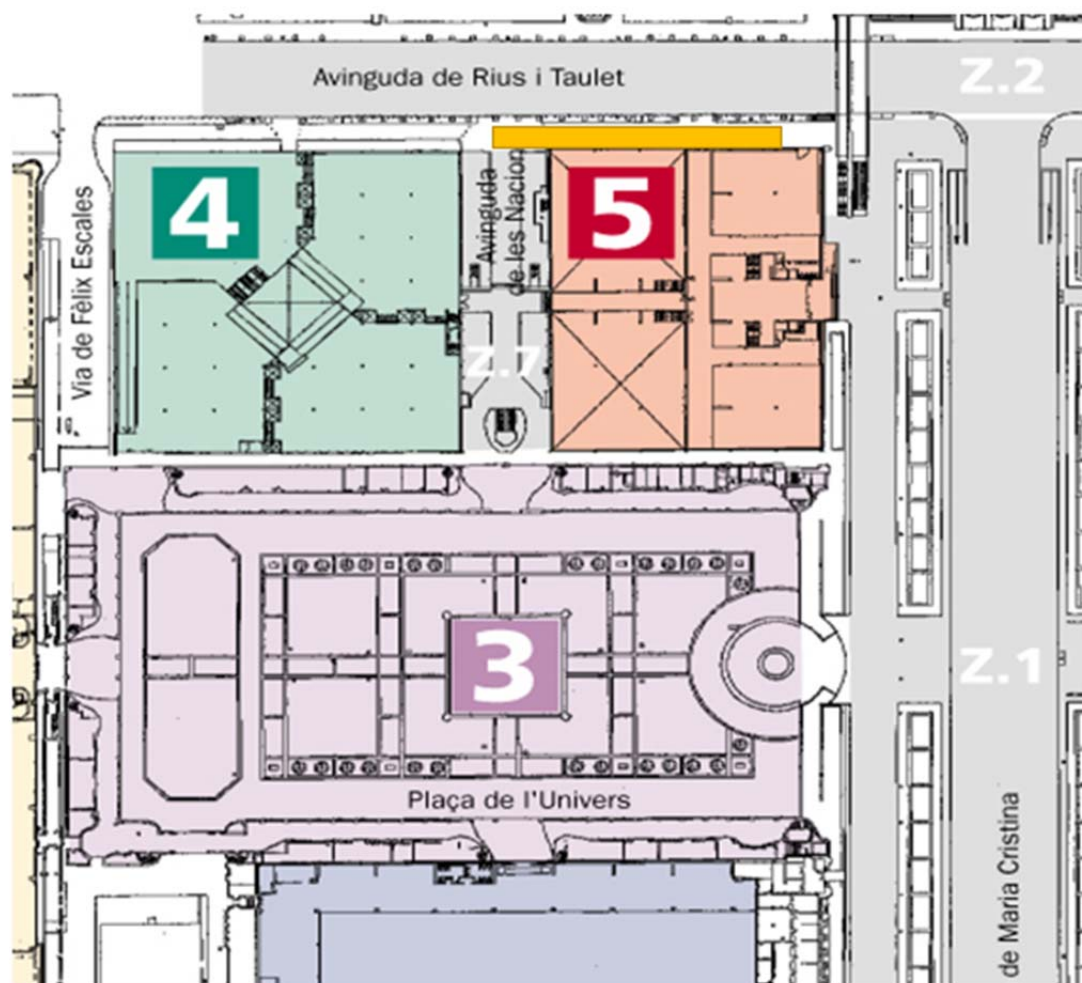 Avinguda de Rius i Taulet
Z.2
4
Avinguda
de les Nacion
5
Via de Fèlix Escales
Z.7
3
Z.1
Plaça de l'Univers
de Maria Cristina